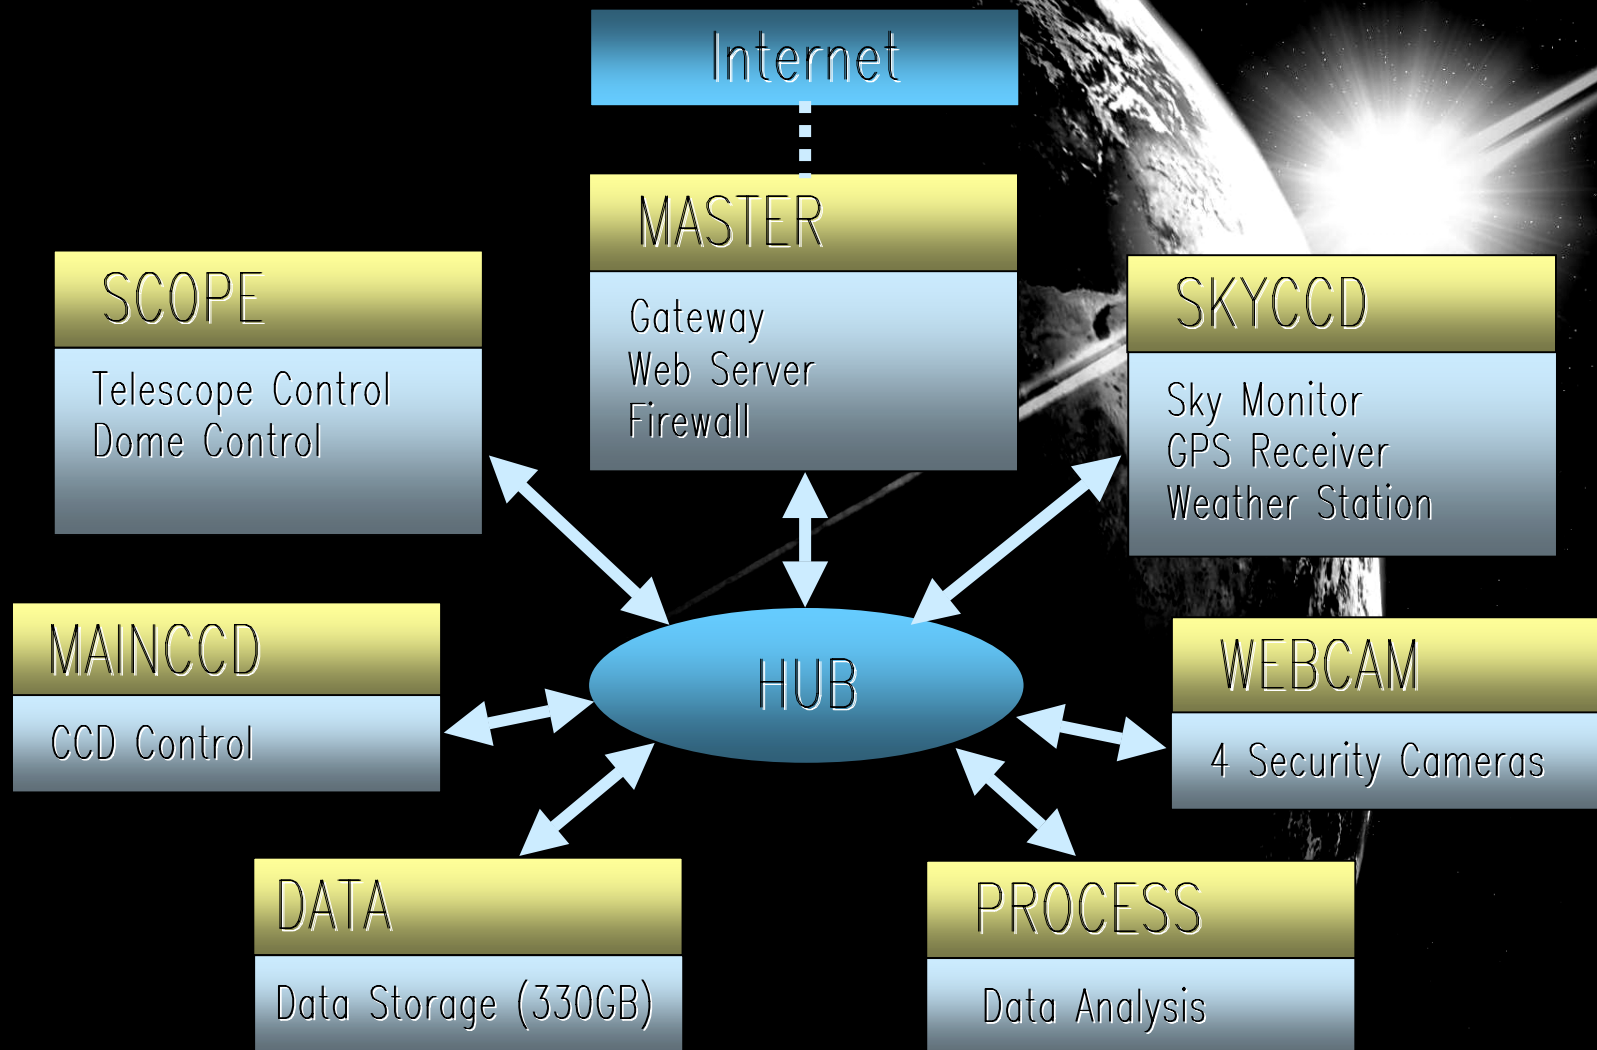 Internet
MASTER
Gateway
Web Server
Firewall
SCOPE
Telescope Control
Dome Control
SKYCCD
Sky Monitor
GPS Receiver
Weather Station
MAINCCD
CCD Control
HUB
WEBCAM
4 Security Cameras
DATA
Data Storage (330GB)
PROCESS
Data Analysis